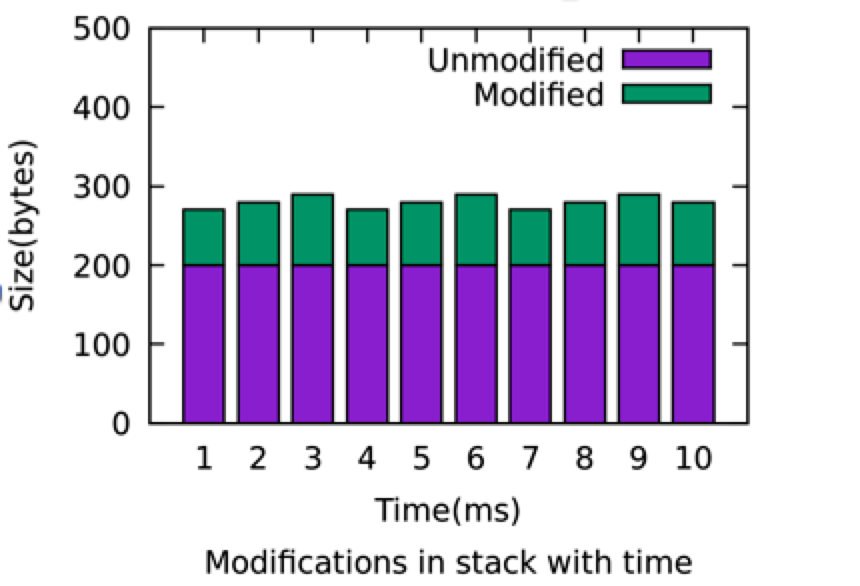 500
Unmodified
Modified
400
300
200
100
0
Size(bytes)
1 2 3 4 5 6 7 8 9 10
Time(ms)
Modifications in stack with time